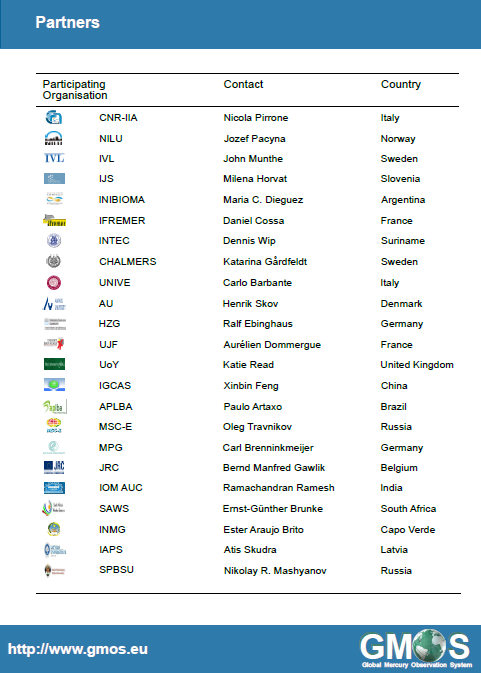 Partners
Participating Organisation Contact Country
CNR-IIA Nicola Pirrone Italy
NILU Jozef Pacyna Norway
IVL IVL John Munthe Sweden
IJS Milena Horvat Slovenia
INIBIOMA Maria C. Dieguez Argentina
ifremer IFREMER Daniel Cossa France
INTEC Dennis Wip Suriname
CHALMERS Katarina Gårdfeldt Sweden
UNIVE Carlo Barbante Italy
AU Henrik Skov Denmark
HZG Ralf Ebinghaus Germany
UJF Aurélien Dommergue France
UoY Katie Read United Kingdom
IGCAS Xinbin Feng China
aplba APLBA Paulo Artaxo Brazil
MSC-E Oleg Travnikov Russia
MPG Carl Brenninkmeijer Germany
JRC JRC Bernd Manfred Gawlik Belgium
IOM AUC Ramachandran Ramesh India
SAWS Ernst-Günther Brunke South Africa
INMG Ester Araujo Brito Capo Verde
IAPS Atis Skudra Latvia
SPBSU Nikolay R. Mashyanov Russia
http://www.gmos.eu
GMOS
Global Mercury Observation System